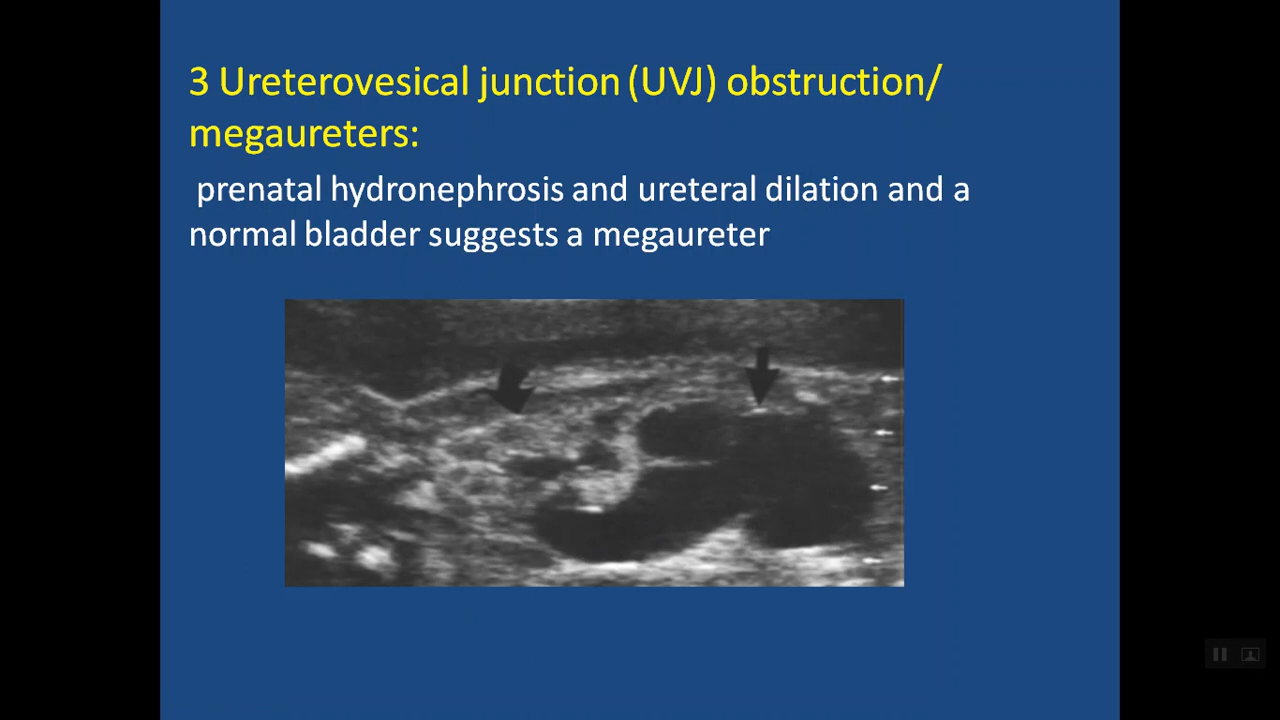 3 Ureterovesical junction (UVJ) obstruction/
megaureters:
prenatal hydronephrosis and ureteral dilation and a
normal bladder suggests a megaureter